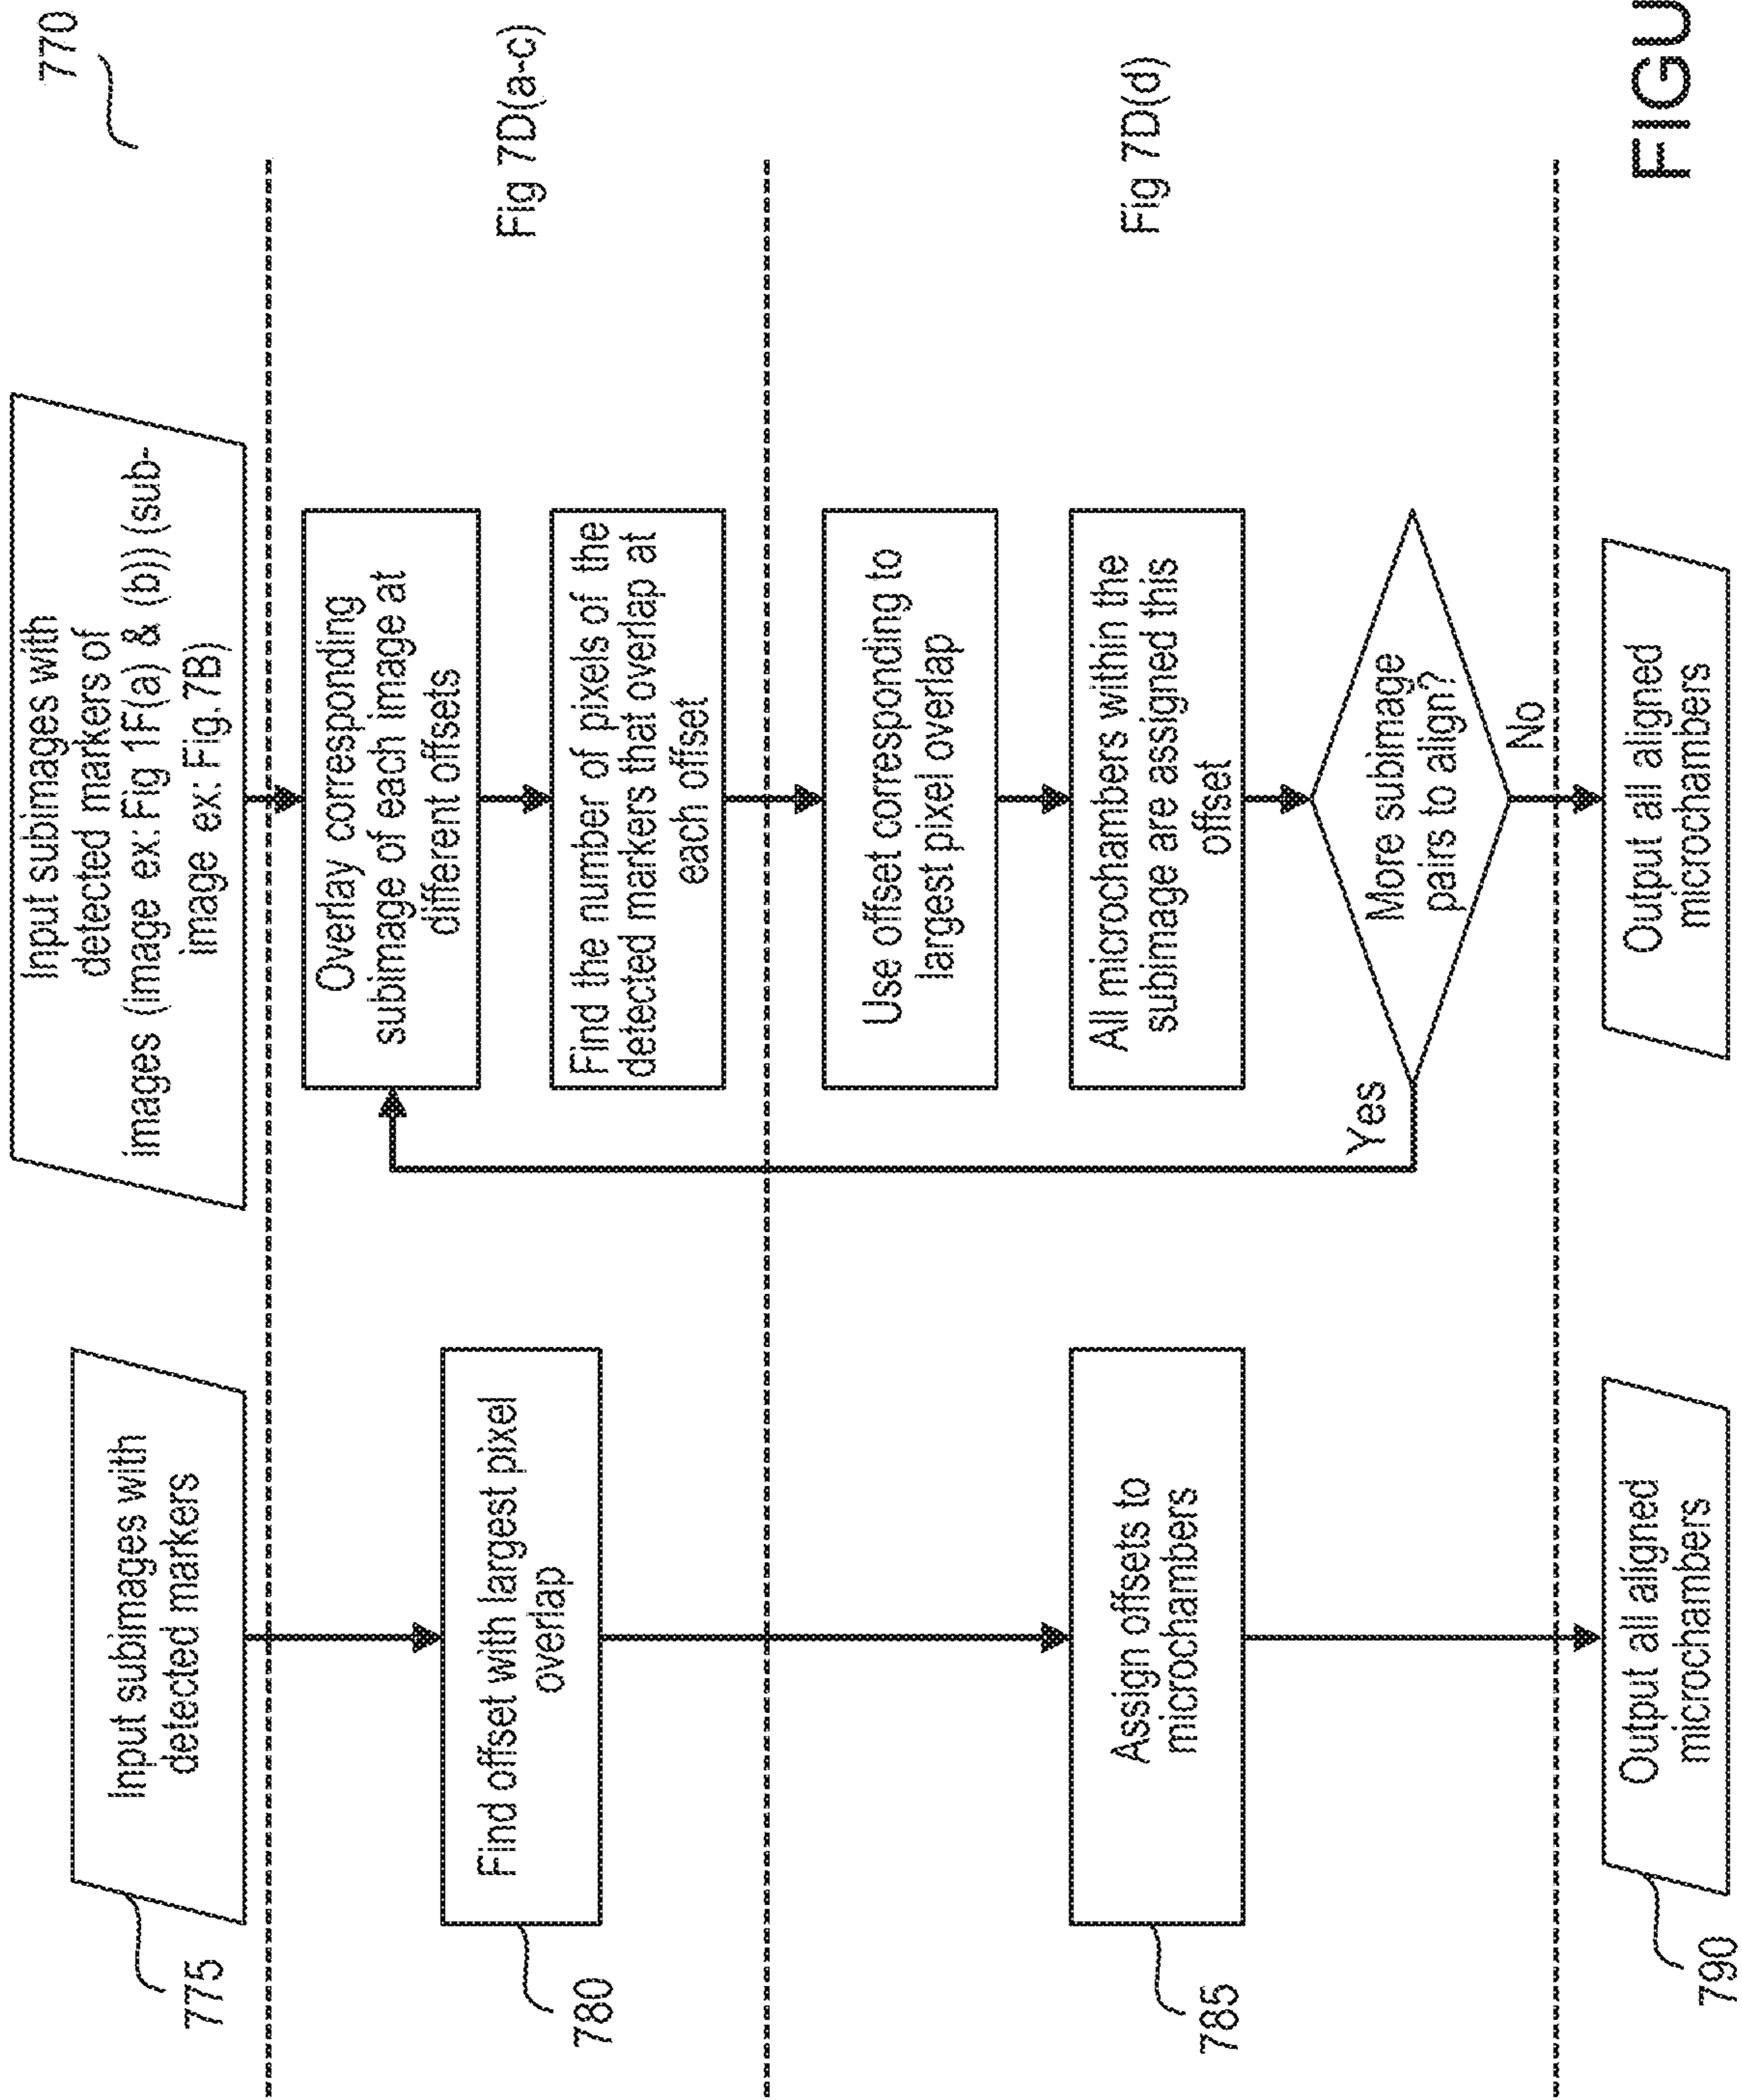 770
Input subimages with
detected markers
775
Find offset with largest pixel
overlap
780
Assign offsets to
microchambers
785
Output all aligned
microchambers
790
Input subimages with
detected markers of
images (image ex:Fig 1F(a) & (b)) (sub-
image ex: Fig.7B)
Overlay corresponding
subimage of each image at
different offsets
Find the number of pixels of the
detected markers that overlap at
each offset
Use offset corresponding to
largest pixel overlap
All microchambers within the
subimage are assigned this
offset
More subimage
pairs to align?
Yes
No
Output all aligned
microchambers
Fig 7D(a-c)
Fig 7D(d)
FIGU